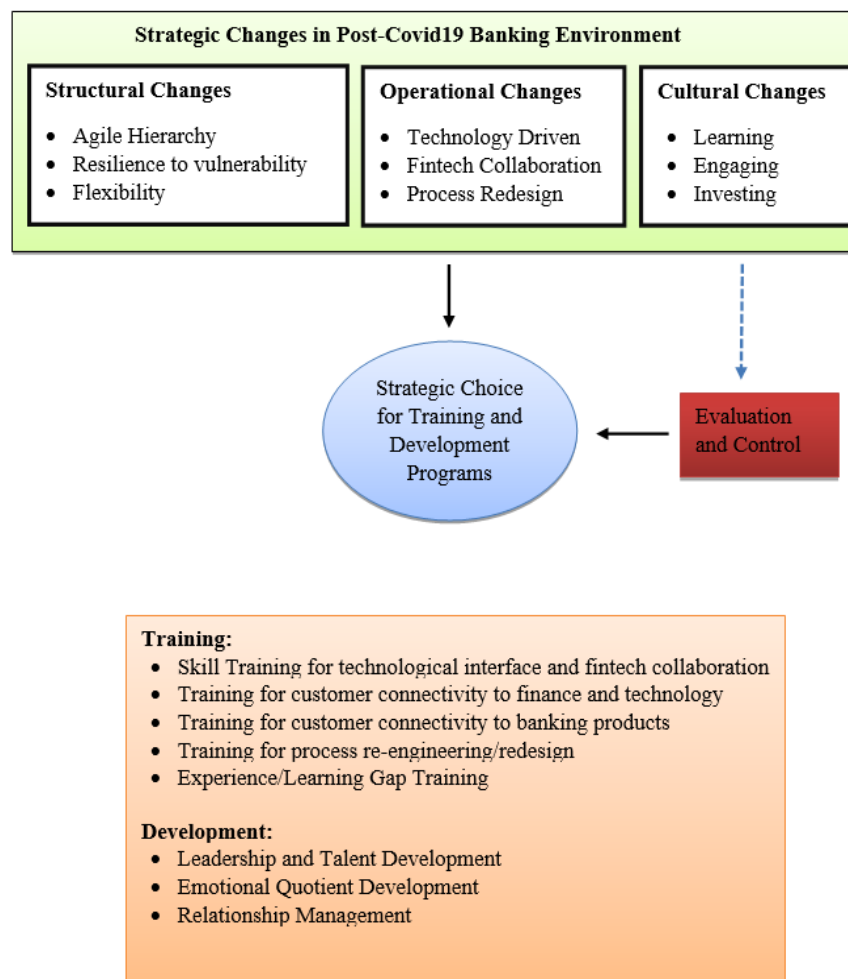 Strategic Changes in Post-Covid19 Banking Environment
Structural Changes
• Agile Hierarchy
• Resilience to vulnerability
• Flexibility
Operational Changes
• Technology Driven
• Fintech Collaboration
• Process Redesign
Cultural Changes
• Learning
• Engaging
• Investing
Strategic Choice
for Training and
Development
Programs
Evaluation
and Control
Training:
• Skill Training for technological interface and fintech collaboration
• Training for customer connectivity to finance and technology
• Training for customer connectivity to banking products
• Training for process re-engineering/redesign
• Experience/Learning Gap Training
Development:
• Leadership and Talent Development
• Emotional Quotient Development
• Relationship Management